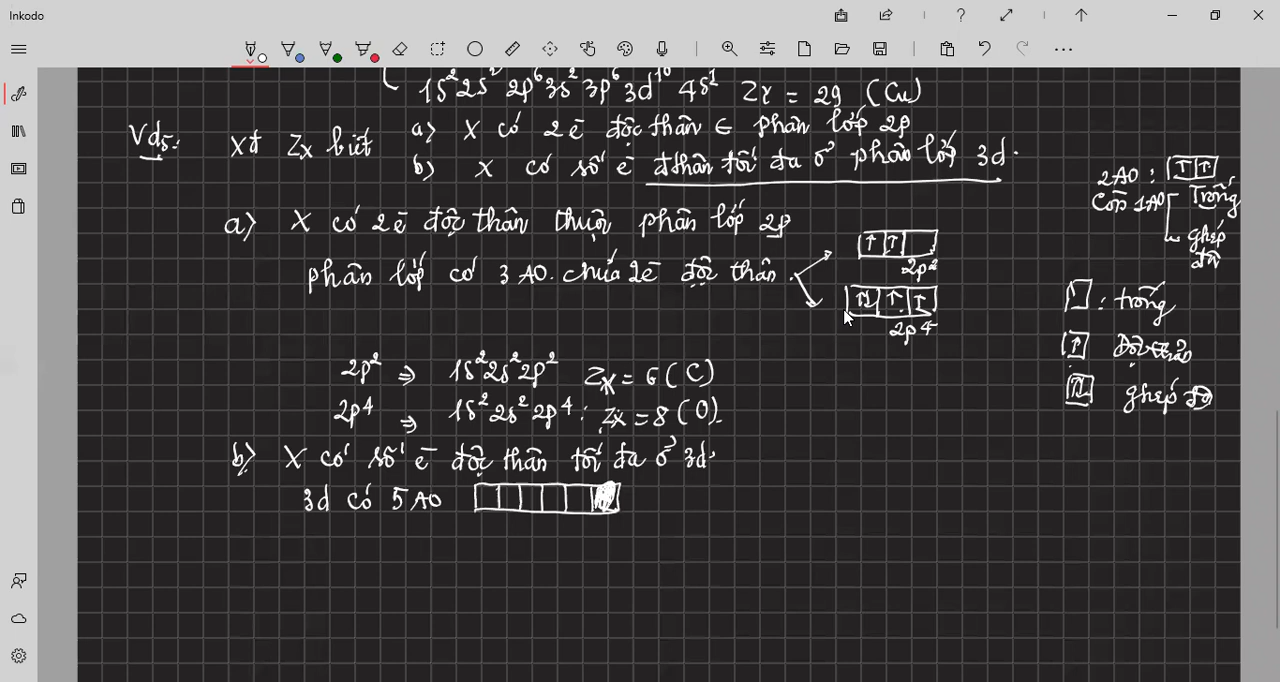 Inkodo
1s²2s²2p⁶3s²3p⁶3d¹⁰4s¹ Zx = 29 (Cu)
Vd5: Xđ Zx biết a) X có 2ē độc thân ∈ phân lớp 2p
b) X có số ē đthân tối đa ở phân lớp 3d.
2AO: ↑ ↑
Còn 1AO Trống
ghép đôi
a) X có 2ē độc thân thuộc phân lớp 2p
↑ ↑
2p²
phân lớp có 3 AO. chứa 2ē độc thân.
↑↓ ↑ ↑
2p⁴
: trống
↑ Độc thân
↑↓ ghép đôi
2p² ⇒ 1s²2s²2p² Zx = 6 (C)
2p⁴ ⇒ 1s²2s²2p⁴: Zx = 8 (O).
b) X có số ē độc thân tối đa ở 3d.
3d có 5 AO